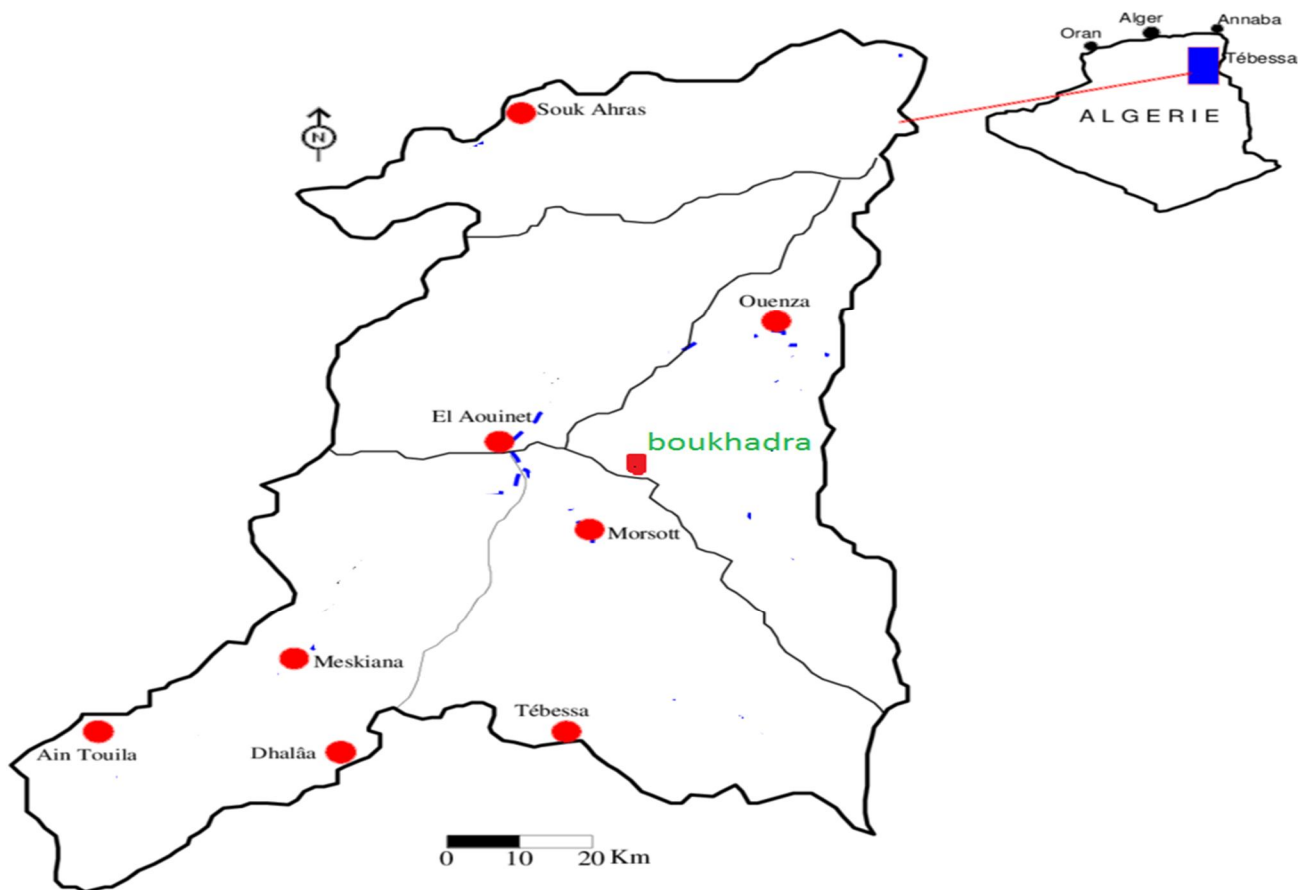 Alger
Annaba
Oran
Tébessa
ALGERIE
Souk Ahras
N
Ouenza
El Aouinet
boukhadra
Morsott
Meskiana
Tébessa
Ain Touila
Dhalâa
0 10 20 Km